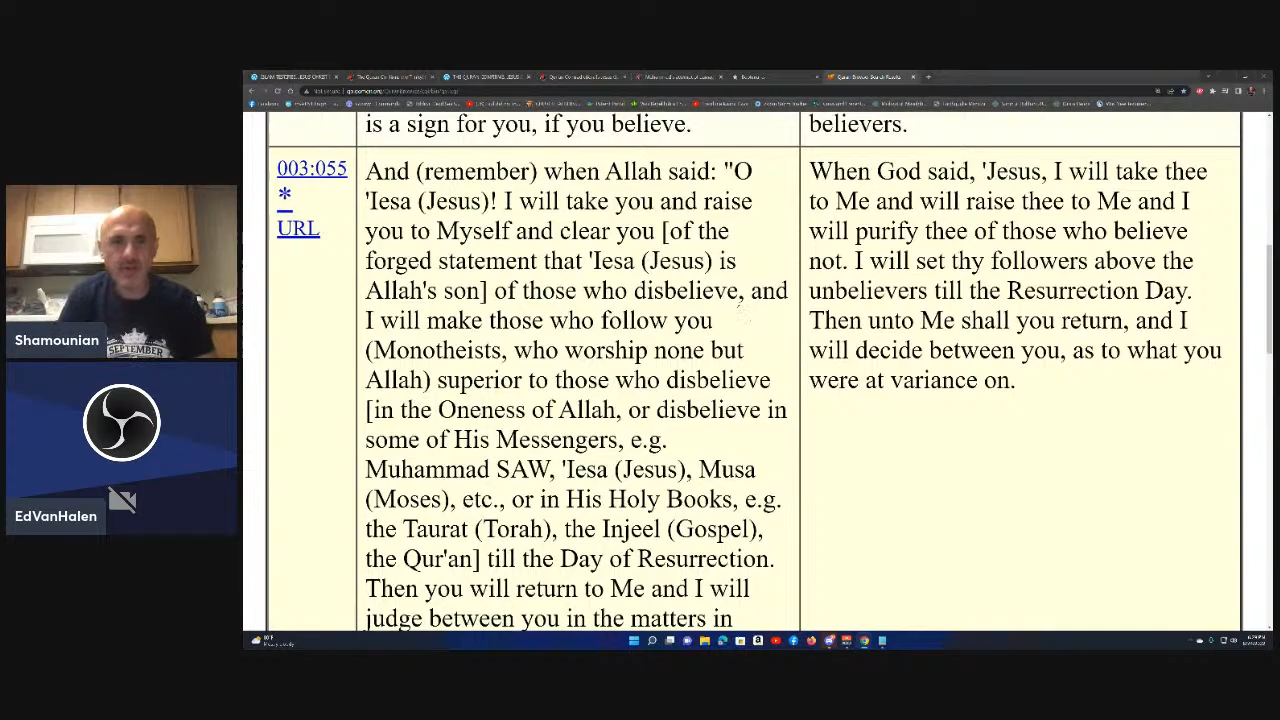 is a sign for you, if you believe.
believers.
003:055
*
URL
And (remember) when Allah said: "O
'Iesa (Jesus)! I will take you and raise
you to Myself and clear you [of the
forged statement that 'Iesa (Jesus) is
Allah's son] of those who disbelieve, and
I will make those who follow you
(Monotheists, who worship none but
Allah) superior to those who disbelieve
[in the Oneness of Allah, or disbelieve in
some of His Messengers, e.g.
Muhammad SAW, 'Iesa (Jesus), Musa
(Moses), etc., or in His Holy Books, e.g.
the Taurat (Torah), the Injeel (Gospel),
the Qur'an] till the Day of Resurrection.
Then you will return to Me and I will
judge between you in the matters in
When God said, 'Jesus, I will take thee
to Me and will raise thee to Me and I
will purify thee of those who believe
not. I will set thy followers above the
unbelievers till the Resurrection Day.
Then unto Me shall you return, and I
will decide between you, as to what you
were at variance on.
Shamounian
SEPTEMBER
EdVanHalen